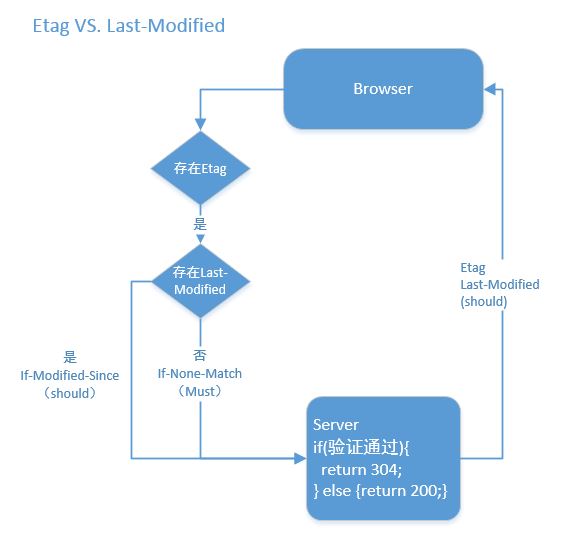 Etag VS. Last-Modified
Browser
存在Etag
是
存在Last-
Modified
是
If-Modified-Since
（should）
否
If-None-Match
（Must）
Etag
Last-Modified
(should)
Server
if(验证通过){
return 304;
} else {return 200;}